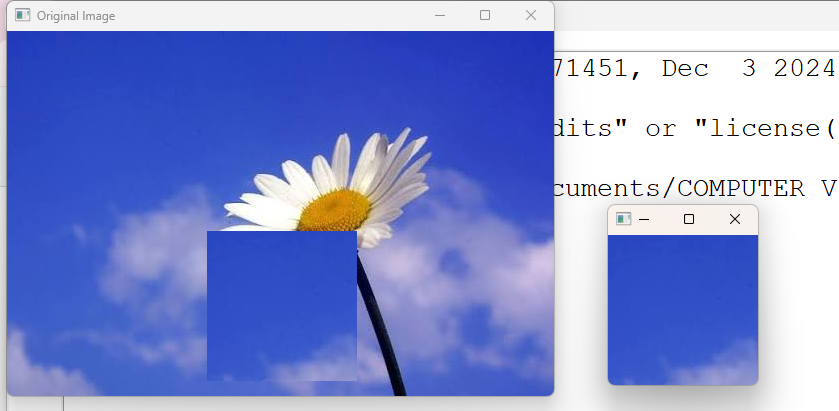 Original Image
71451, Dec  3 2024
dits" or "license(
cuments/COMPUTER V